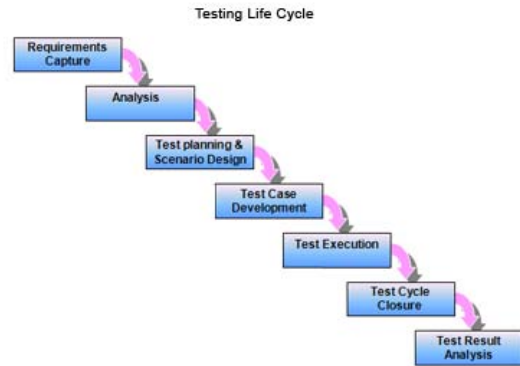 Testing Life Cycle
Requirements
Capture
Analysis
Test planning &
Scenario Design
Test Case
Development
Test Execution
Test Cycle
Closure
Test Result
Analysis